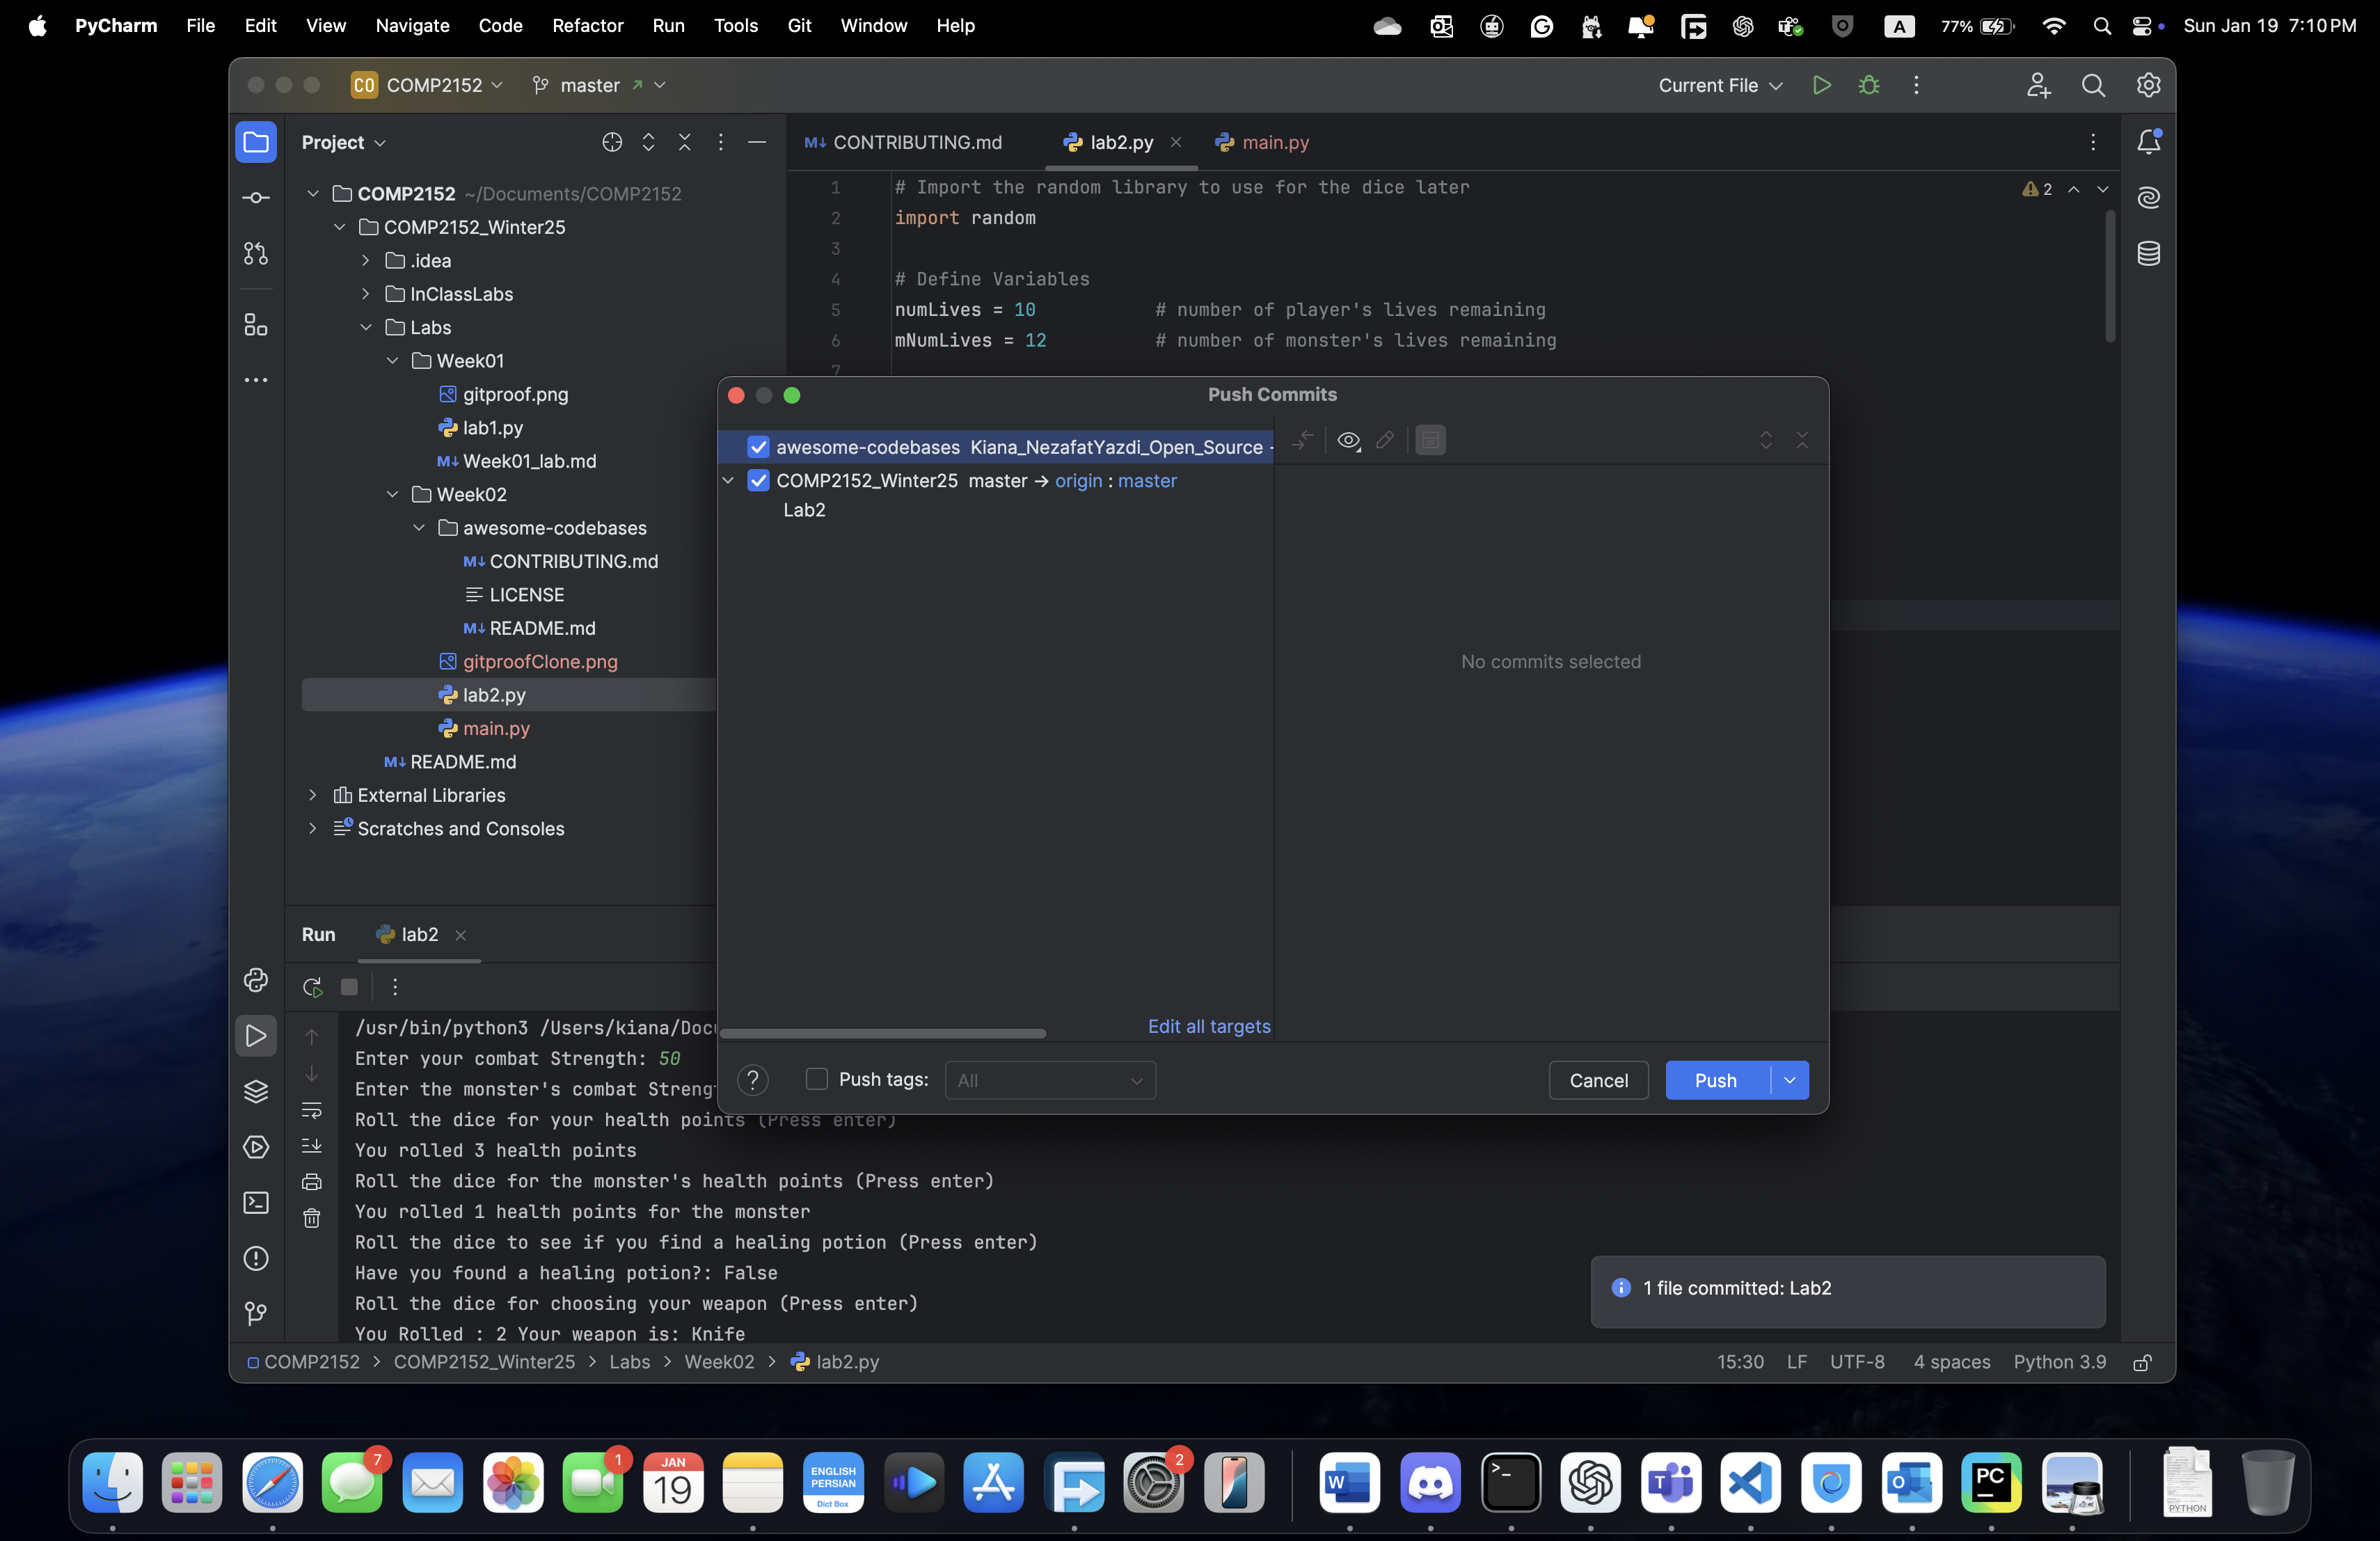 PyCharm File Edit View Navigate Code Refactor Run Tools Git Window Help
A 77% Sun Jan 19 7:10 PM
CO COMP2152 master Current File
Project
COMP2152 ~/Documents/COMP2152
COMP2152_Winter25
.idea
InClassLabs
Labs
Week01
gitproof.png
lab1.py
M↓ Week01_lab.md
Week02
awesome-codebases
M↓ CONTRIBUTING.md
LICENSE
M↓ README.md
gitproofClone.png
lab2.py
main.py
M↓ README.md
External Libraries
Scratches and Consoles
M↓ CONTRIBUTING.md lab2.py main.py
1 # Import the random library to use for the dice later
2 import random
3
4 # Define Variables
5 numLives = 10 # number of player's lives remaining
6 mNumLives = 12 # number of monster's lives remaining
7
2
Push Commits
awesome-codebases Kiana_NezafatYazdi_Open_Source
COMP2152_Winter25 master → origin : master
Lab2
No commits selected
Edit all targets
? Push tags: All Cancel Push
Run lab2
/usr/bin/python3 /Users/kiana/Docu
Enter your combat Strength: 50
Enter the monster's combat Streng
Roll the dice for your health points (Press enter)
You rolled 3 health points
Roll the dice for the monster's health points (Press enter)
You rolled 1 health points for the monster
Roll the dice to see if you find a healing potion (Press enter)
Have you found a healing potion?: False
Roll the dice for choosing your weapon (Press enter)
You Rolled : 2 Your weapon is: Knife
1 file committed: Lab2
COMP2152 > COMP2152_Winter25 > Labs > Week02 > lab2.py
15:30 LF UTF-8 4 spaces Python 3.9
7
1
JAN
19
ENGLISH
PERSIAN
Dict Box
2
W
>_
T
O
PC
PYTHON